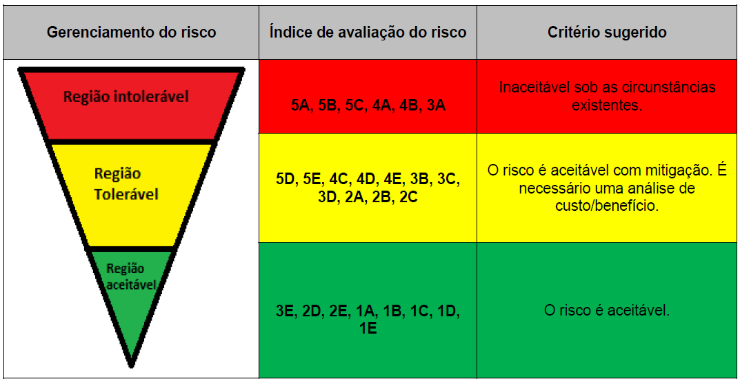 Gerenciamento do risco
Índice de avaliação do risco
Critério sugerido
Região intolerável
5A, 5B, 5C, 4A, 4B, 3A
Inaceitável sob as circunstâncias
existentes.
Região
Tolerável
5D, 5E, 4C, 4D, 4E, 3B, 3C,
3D, 2A, 2B, 2C
O risco é aceitável com mitigação. É
necessário uma análise de
custo/benefício.
Região
aceitável
3E, 2D, 2E, 1A, 1B, 1C, 1D,
1E
O risco é aceitável.